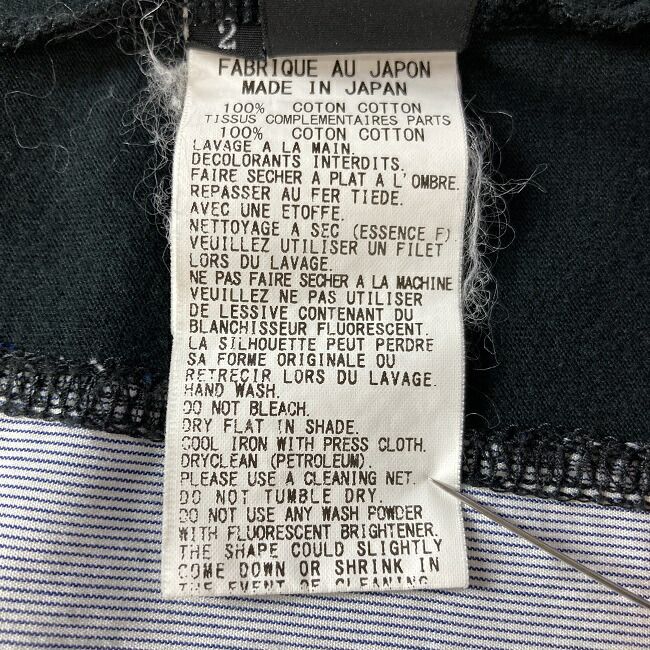 2
FABRIQUE AU JAPON
MADE IN JAPAN
100% COTON COTTON
TISSUS COMPLEMENTAIRES PARTS
100% COTON COTTON
LAVAGE A LA MAIN.
DECOLORANTS INTERDITS.
FAIRE SECHER A PLAT A L'OMBRE.
REPASSER AU FER TIEDE.
AVEC UNE ETOFFE.
NETTOYAGE A SEC (ESSENCE F).
VEUILLEZ UTILISER UN FILET
LORS DU LAVAGE.
NE PAS FAIRE SECHER A LA MACHINE
VEUILLEZ NE PAS UTILISER
DE LESSIVE CONTENANT DU
BLANCHISSEUR FLUORESCENT.
LA SILHOUETTE PEUT PERDRE
SA FORME ORIGINALE OU
RETRECIR LORS DU LAVAGE.
HAND WASH.
DO NOT BLEACH.
DRY FLAT IN SHADE.
COOL IRON WITH PRESS CLOTH.
DRYCLEAN (PETROLEUM).
PLEASE USE A CLEANING NET.
DO NOT TUMBLE DRY.
DO NOT USE ANY WASH POWDER
WITH FLUORESCENT BRIGHTENER.
THE SHAPE COULD SLIGHTLY
COME DOWN OR SHRINK IN
THE EVENT OF CLEANING